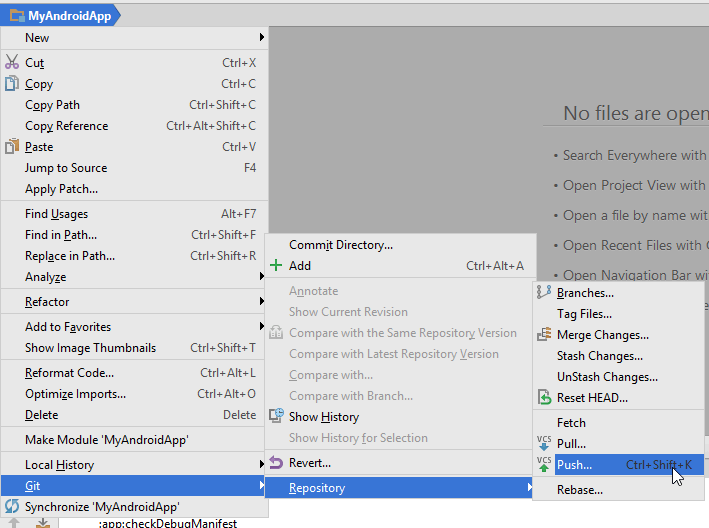 MyAndroidApp
New
Cut Ctrl+X
Copy Ctrl+C
Copy Path Ctrl+Shift+C
Copy Reference Ctrl+Alt+Shift+C
Paste Ctrl+V
Jump to Source F4
Apply Patch...
Find Usages Alt+F7
Find in Path... Ctrl+Shift+F
Replace in Path... Ctrl+Shift+R
Analyze
Refactor
Add to Favorites
Show Image Thumbnails Ctrl+Shift+T
Reformat Code... Ctrl+Alt+L
Optimize Imports... Ctrl+Alt+O
Delete Delete
Make Module 'MyAndroidApp'
Local History
Git
Synchronize 'MyAndroidApp'
:app:checkDebugManifest
Commit Directory...
Add Ctrl+Alt+A
Annotate
Show Current Revision
Compare with the Same Repository Version
Compare with Latest Repository Version
Compare with...
Compare with Branch...
Show History
Show History for Selection
Revert...
Repository
Branches...
Tag Files...
Merge Changes...
Stash Changes...
UnStash Changes...
Reset HEAD...
Fetch
VCS Pull...
VCS Push... Ctrl+Shift+K
Rebase...
No files are open
• Search Everywhere with
• Open Project View with
• Open a file by name with
• Open Recent Files with
• Open Navigation Bar wi